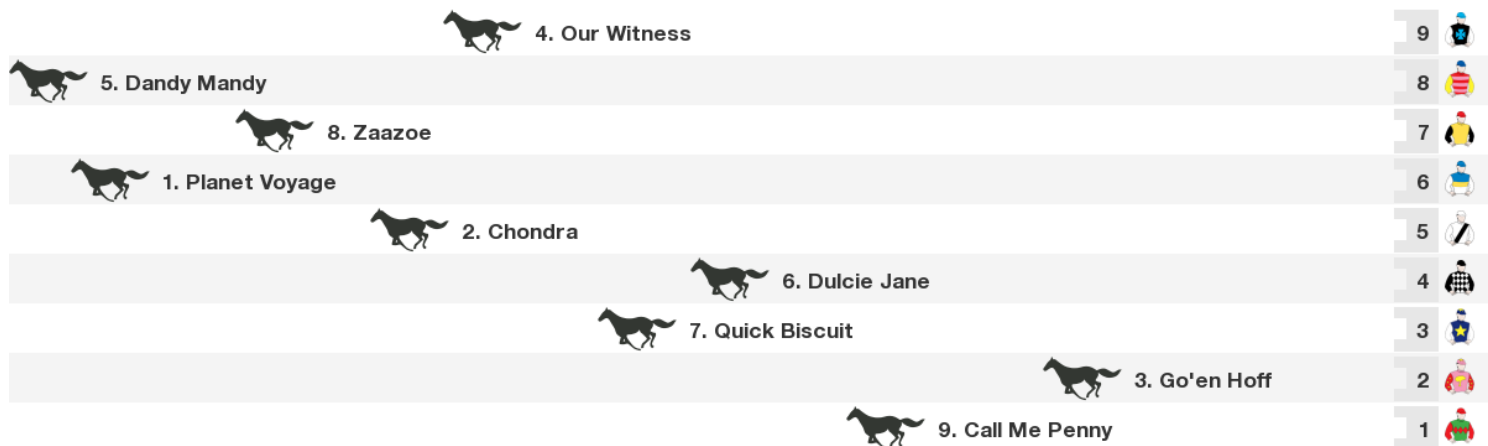 4. Our Witness 9
5. Dandy Mandy 8
8. Zaazoe 7
1. Planet Voyage 6
2. Chondra 5
6. Dulcie Jane 4
7. Quick Biscuit 3
3. Go'en Hoff 2
9. Call Me Penny 1